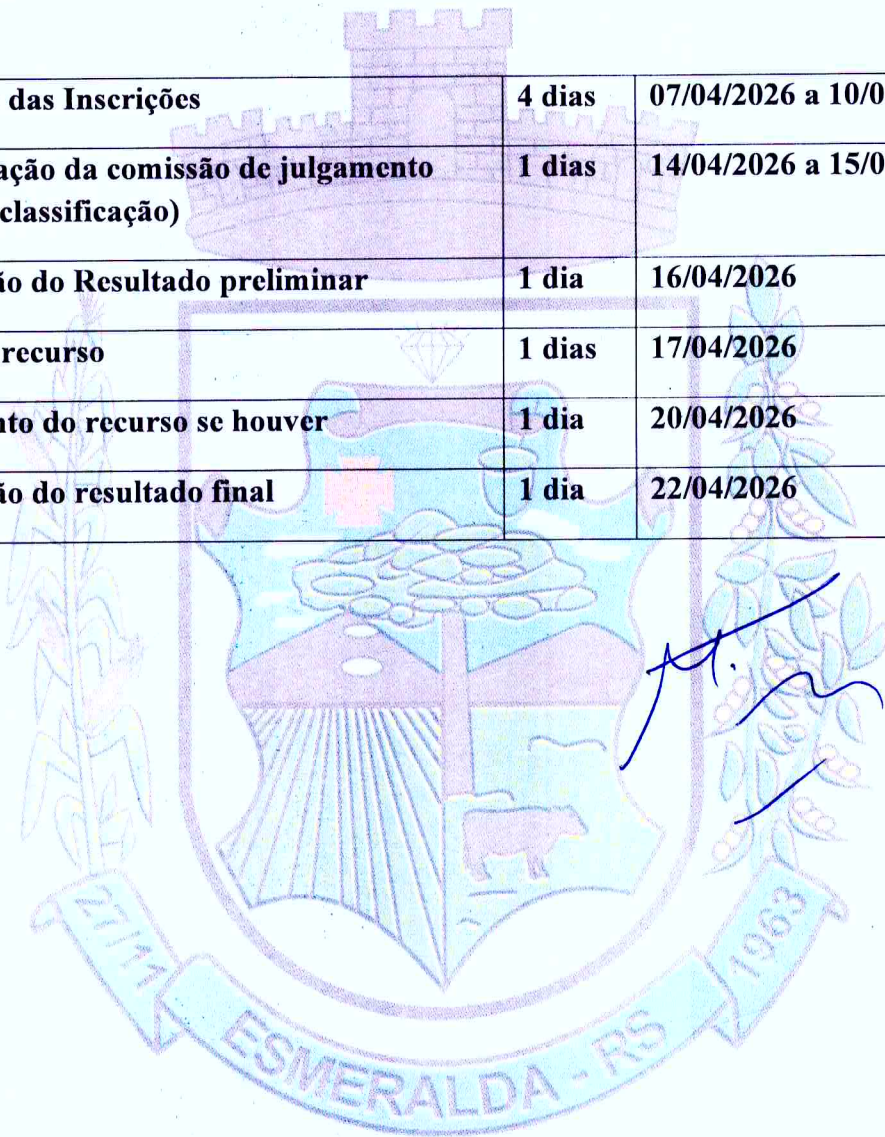 das Inscrições 4 dias 07/04/2026 a 10/0
ação da comissão de julgamento 1 dias 14/04/2026 a 15/0
classificação)
ão do Resultado preliminar 1 dia 16/04/2026
recurso 1 dias 17/04/2026
nto do recurso se houver 1 dia 20/04/2026
ão do resultado final 1 dia 22/04/2026
27/11
1963
ESMERALDA - RS